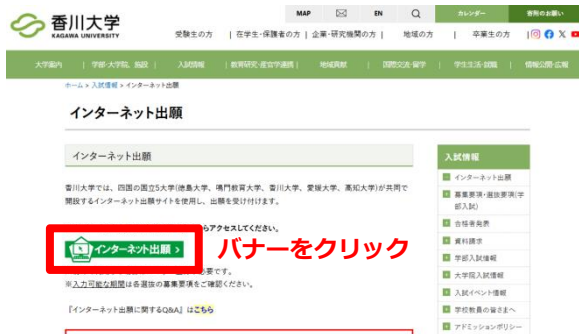 香川大学
KAGAWA UNIVERSITY
MAP EN カレンダー 寄附のお願い
受験生の方 | 在学生・保護者の方 | 企業・研究機関の方 | 地域の方 | 卒業生の方
大学案内 | 学部・大学院、施設 | 入試情報 | 教育研究・産官学連携 | 地域貢献 | 国際交流・留学 | 学生生活・就職 | 情報公開・広報
ホーム > 入試情報 > インターネット出願
インターネット出願
インターネット出願
香川大学では、四国の国立5大学(徳島大学、鳴門教育大学、香川大学、愛媛大学、高知大学)が共同で
開設するインターネット出願サイトを使用し、出願を受け付けます。
らアクセスしてください。
インターネット出願 >
バナーをクリック
必要です。
※入力可能な期間は各選抜の募集要項をご確認ください。
『インターネット出願に関するQ&A』はこちら
入試情報
インターネット出願
募集要項・選抜要項(学
部入試)
合格者発表
資料請求
学部入試情報
大学院入試情報
入試イベント情報
学校教員の皆さまへ
アドミッションポリシー